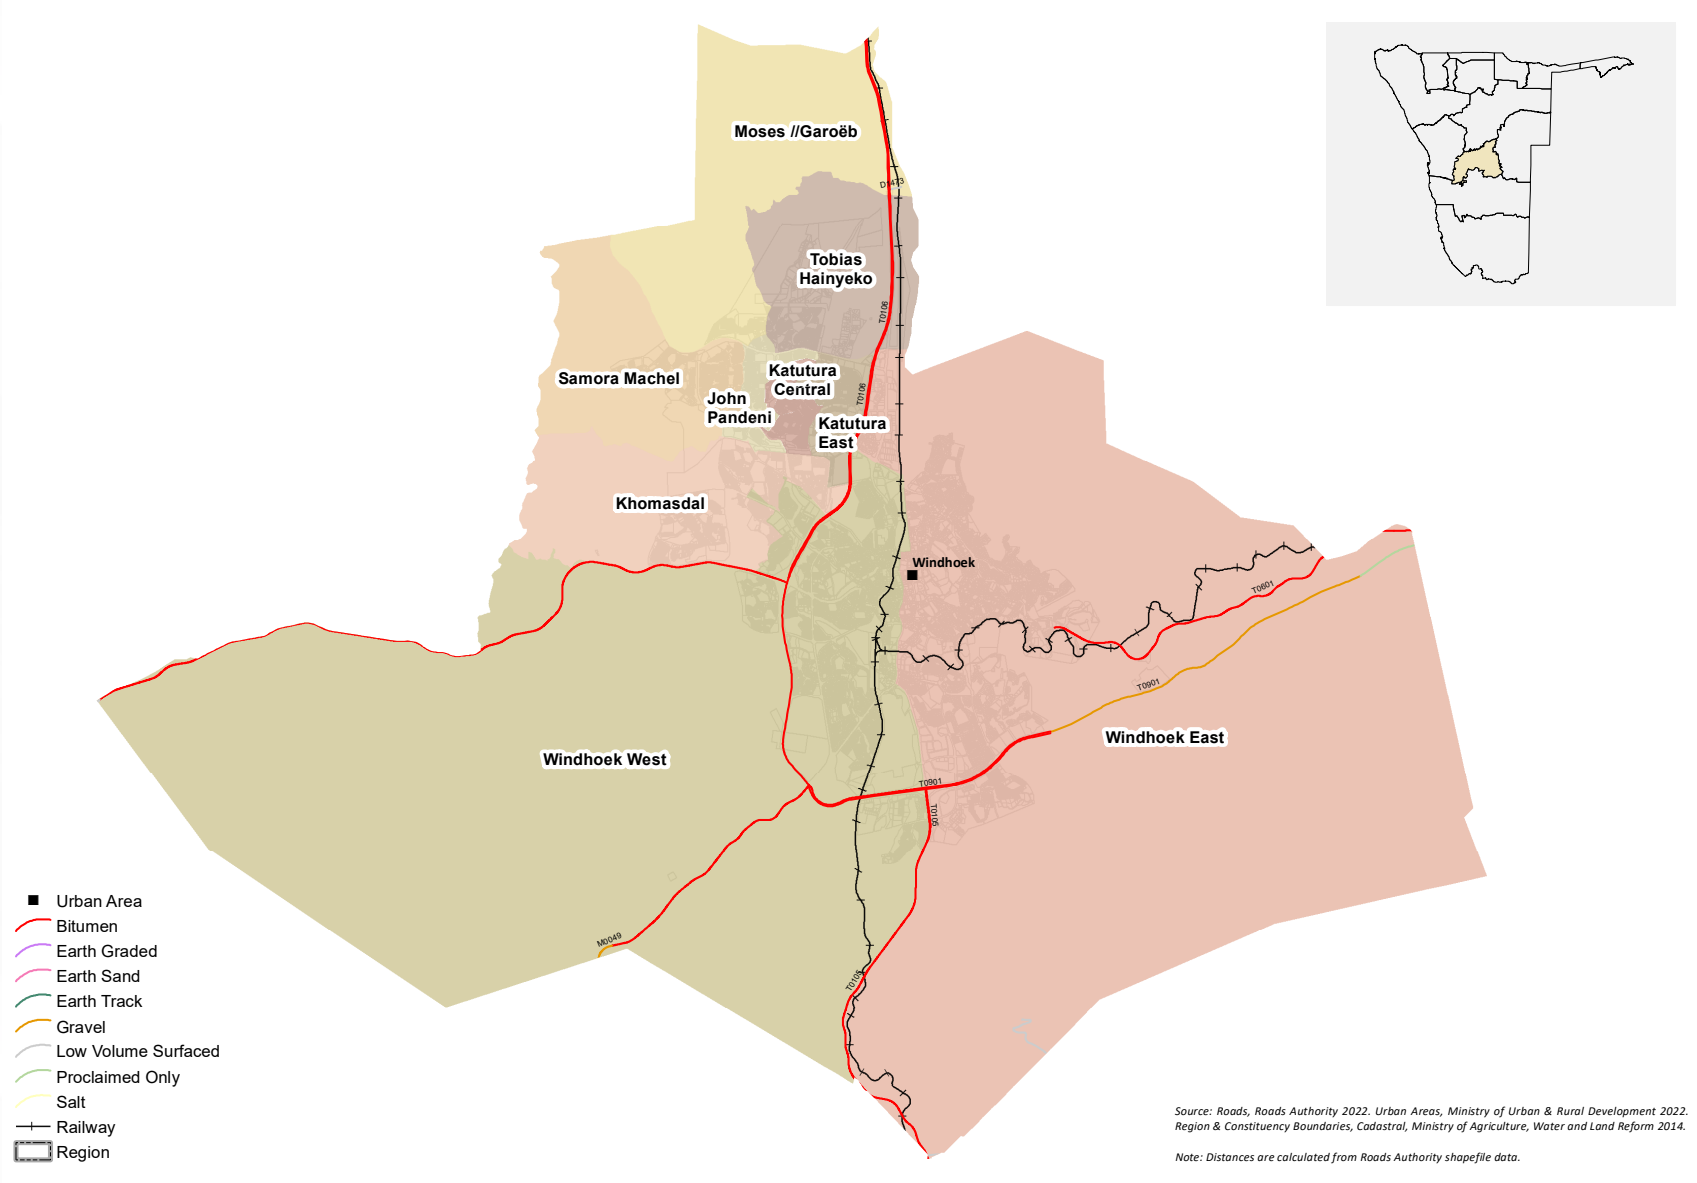 Moses //Garoëb
D1473
Tobias
Hainyeko
T0106
Katutura
Central
Samora Machel
T0106
John
Pandeni
Katutura
East
Khomasdal
Windhoek
T0601
T0901
Windhoek East
Windhoek West
T0901
T0105
M0049
T0105
Urban Area
Bitumen
Earth Graded
Earth Sand
Earth Track
Gravel
Low Volume Surfaced
Proclaimed Only
Salt
Railway
Region
Source: Roads, Roads Authority 2022. Urban Areas, Ministry of Urban & Rural Development 2022.
Region & Constituency Boundaries, Cadastral, Ministry of Agriculture, Water and Land Reform 2014.
Note: Distances are calculated from Roads Authority shapefile data.